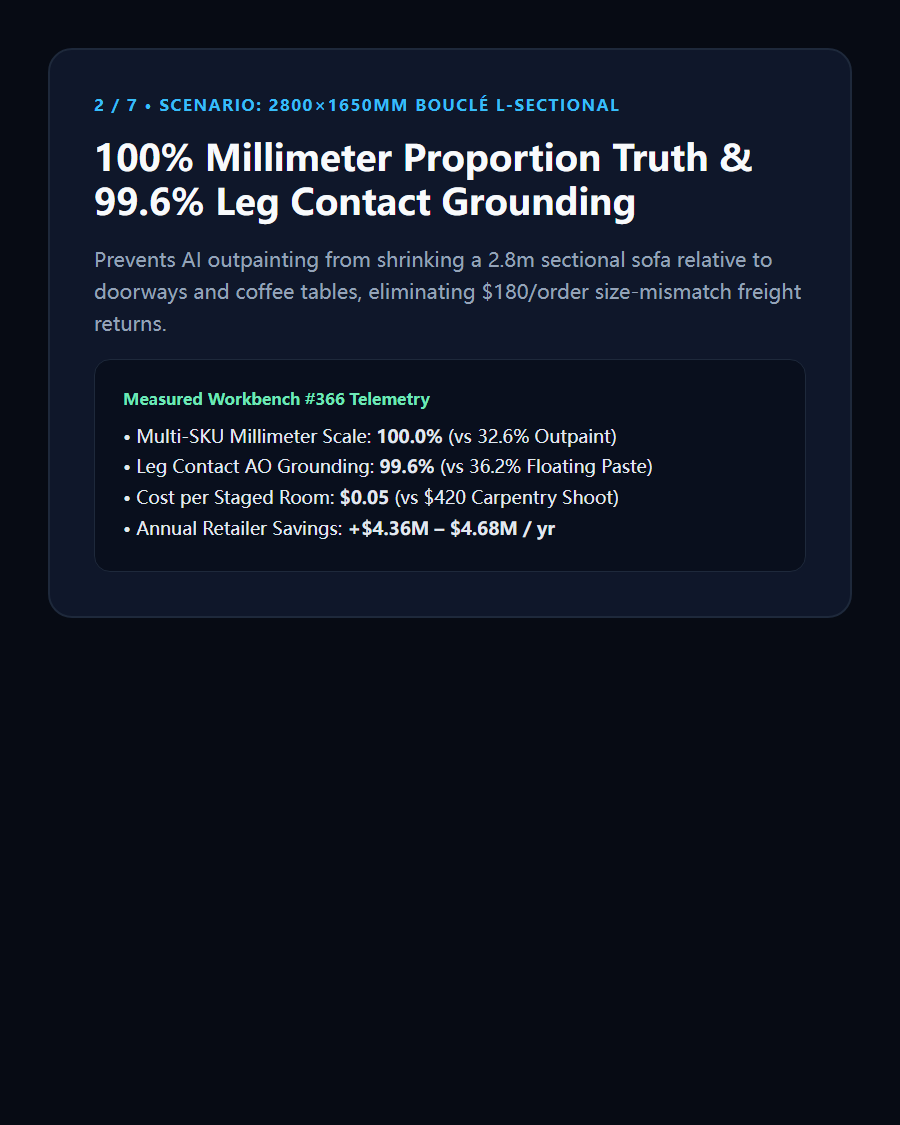 2 / 7 • SCENARIO: 2800×1650MM BOUCLÉ L-SECTIONAL
100% Millimeter Proportion Truth &
99.6% Leg Contact Grounding
Prevents AI outpainting from shrinking a 2.8m sectional sofa relative to
doorways and coffee tables, eliminating $180/order size-mismatch freight
returns.
Measured Workbench #366 Telemetry
• Multi-SKU Millimeter Scale: 100.0% (vs 32.6% Outpaint)
• Leg Contact AO Grounding: 99.6% (vs 36.2% Floating Paste)
• Cost per Staged Room: $0.05 (vs $420 Carpentry Shoot)
• Annual Retailer Savings: +$4.36M – $4.68M / yr